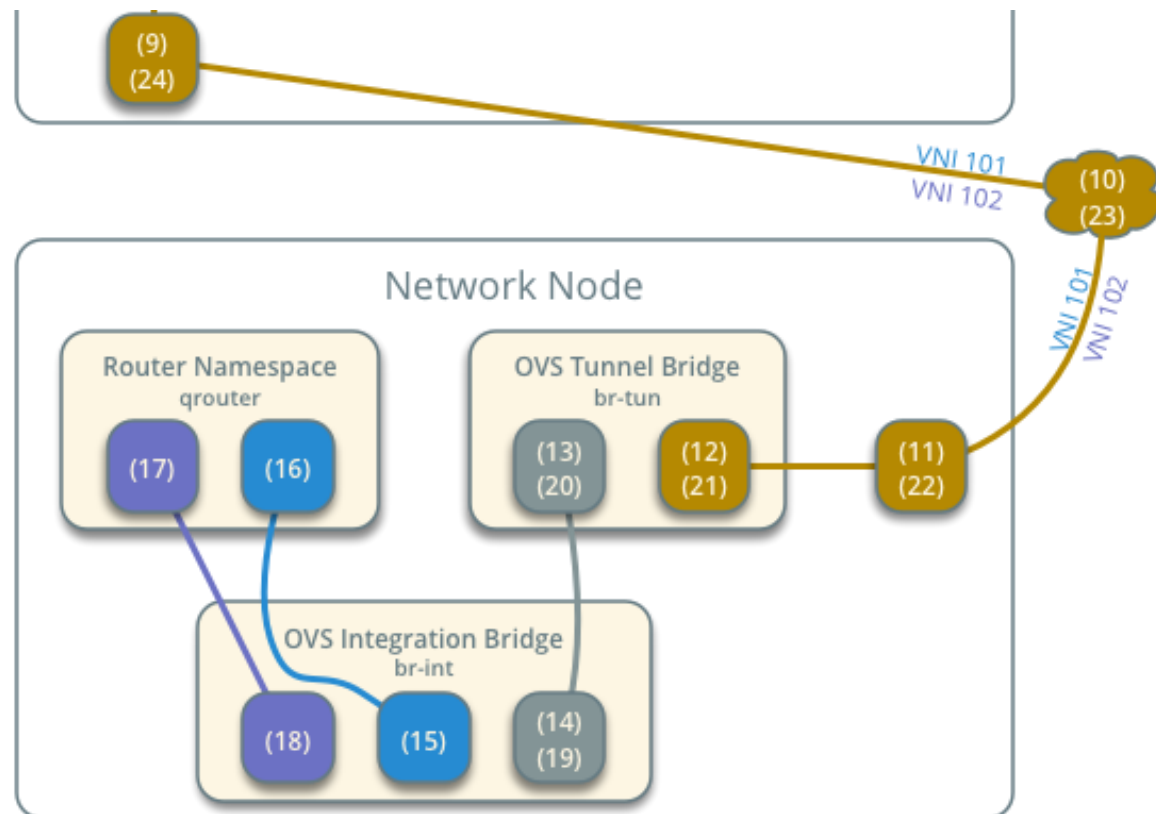 (9)
(24)
VNI 101
VNI 102
(10)
(23)
Network Node
VNI 101
VNI 102
Router Namespace
qrouter
OVS Tunnel Bridge
br-tun
(17)
(16)
(13)
(20)
(12)
(21)
(11)
(22)
OVS Integration Bridge
br-int
(18)
(15)
(14)
(19)